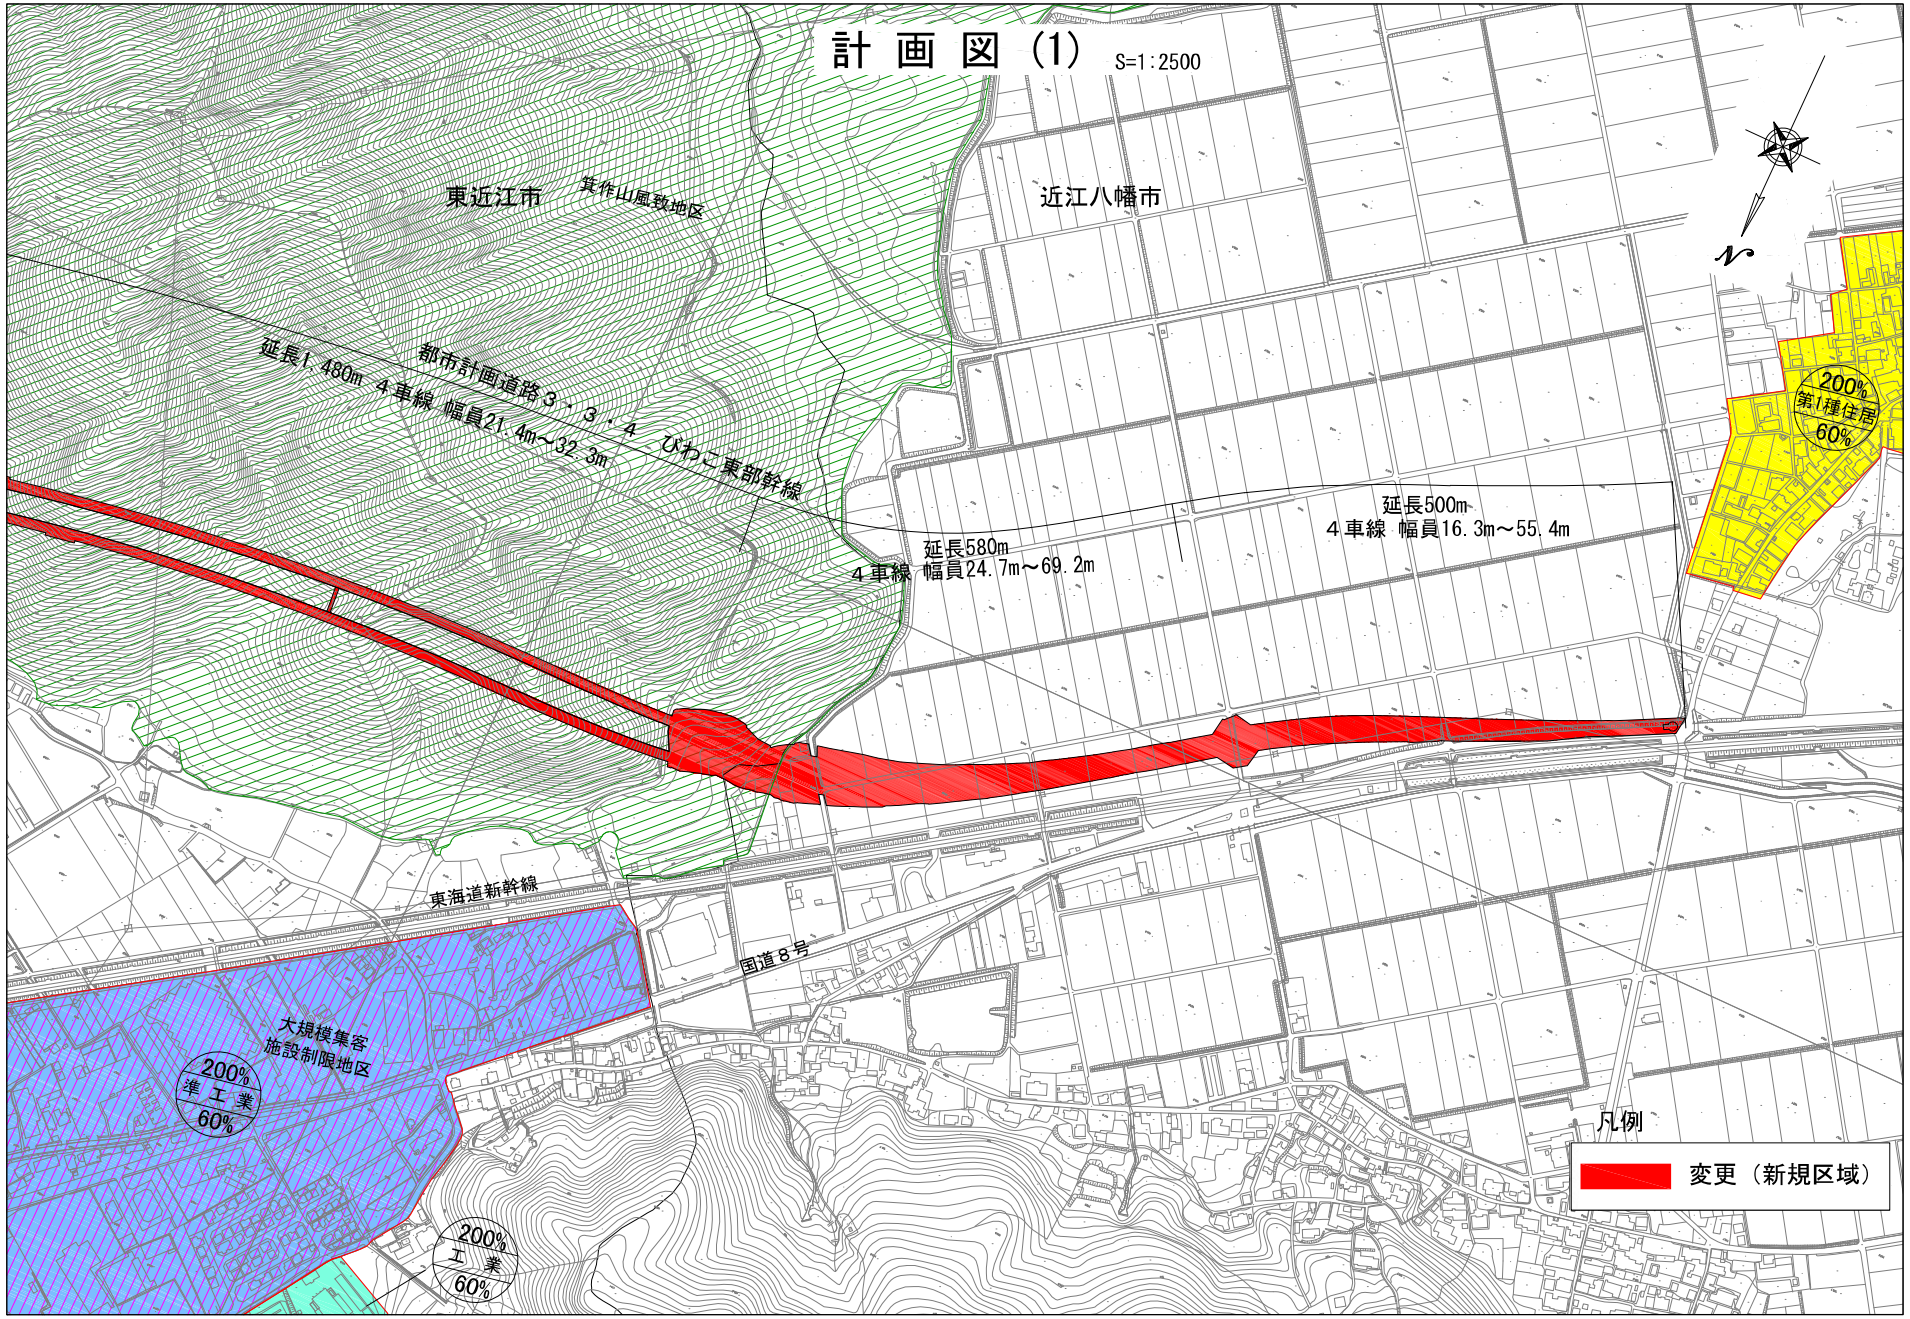 計画図(1) S=1:2500
東近江市
箕作山風致地区
近江八幡市
N
都市計画道路3・3・4 びわこ東部幹線
延長1,480m 4車線 幅員21.4m～32.3m
延長580m
4車線 幅員24.7m～69.2m
延長500m
4車線 幅員16.3m～55.4m
200%
第1種住居
60%
東海道新幹線
国道8号
大規模集客
施設制限地区
200%
準工業
60%
200%
工業
60%
凡例
変更（新規区域）